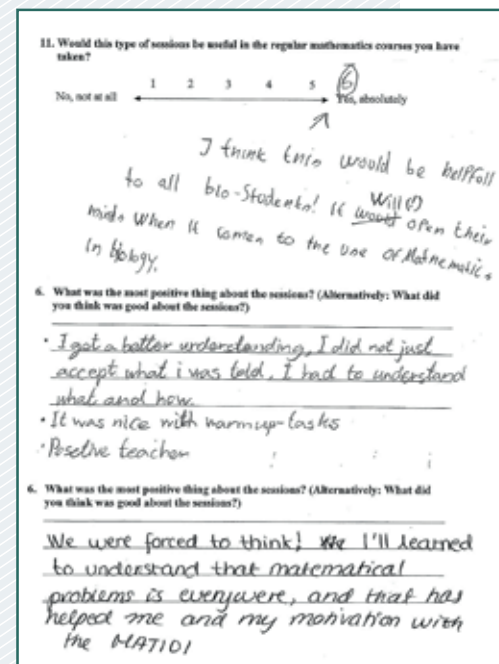 11. Would this type of sessions be useful in the regular mathematics courses you have
taken?
1 2 3 4 5 6
No, not at all Yes, absolutely
I think this would be helpfull
to all bio-Students! It would Will (!) open their
minds when it comes to the use of Mathematics
in biology.
6. What was the most positive thing about the sessions? (Alternatively: What did
you think was good about the sessions?)
· I got a better understanding, I did not just
accept what i was told, I had to understand
what and how.
· It was nice with warmup-tasks
· Posetive teacher
6. What was the most positive thing about the sessions? (Alternatively: What did
you think was good about the sessions?)
We were forced to think! We I'll learned
to understand that matematical
problems is everywere, and that has
helped me and my motivation with
the MAT101